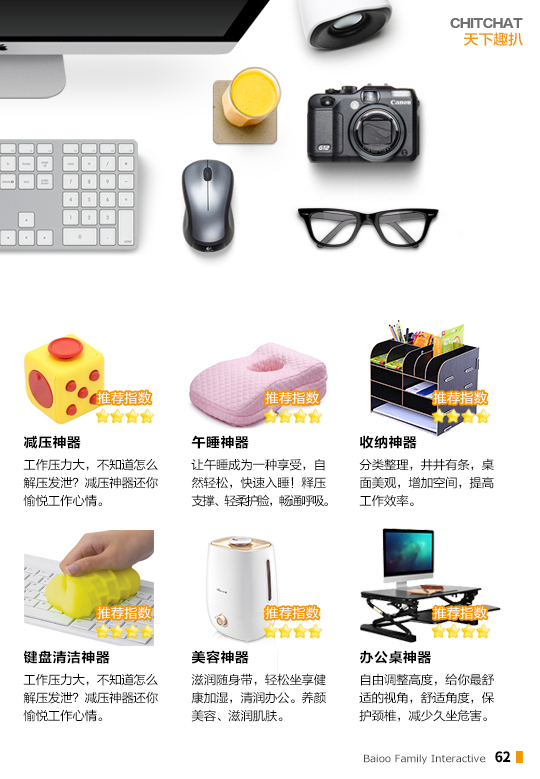 CHITCHAT
天下趣扒
Canon
G12
推荐指数
推荐指数
推荐指数
减压神器
工作压力大，不知道怎么
解压发泄？减压神器还你
愉悦工作心情。
午睡神器
让午睡成为一种享受，自
然轻松，快速入睡！释压
支撑、轻柔护脸，畅通呼吸。
收纳神器
分类整理，井井有条，桌
面美观，增加空间，提高
工作效率。
推荐指数
推荐指数
推荐指数
键盘清洁神器
工作压力大，不知道怎么
解压发泄？减压神器还你
愉悦工作心情。
美容神器
滋润随身带，轻松坐享健
康加湿，清润办公。养颜
美容、滋润肌肤。
办公桌神器
自由调整高度，给你最舒
适的视角，舒适角度，保
护颈椎，减少久坐危害。
Baioo Family Interactive 62